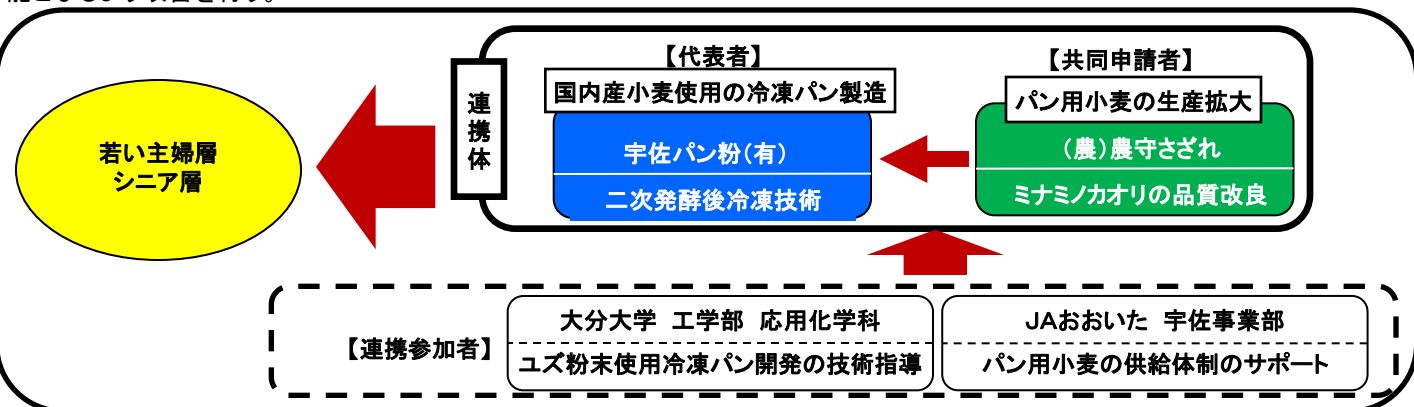 【代表者】
国内産小麦使用の冷凍パン製造
宇佐パン粉(有)
二次発酵後冷凍技術
【共同申請者】
パン用小麦の生産拡大
(農)農守さざれ
ミナミノカオリの品質改良
連携体
若い主婦層
シニア層
【連携参加者】
大分大学 工学部 応用化学科
ユズ粉末使用冷凍パン開発の技術指導
JAおおいた 宇佐事業部
パン用小麦の供給体制のサポート